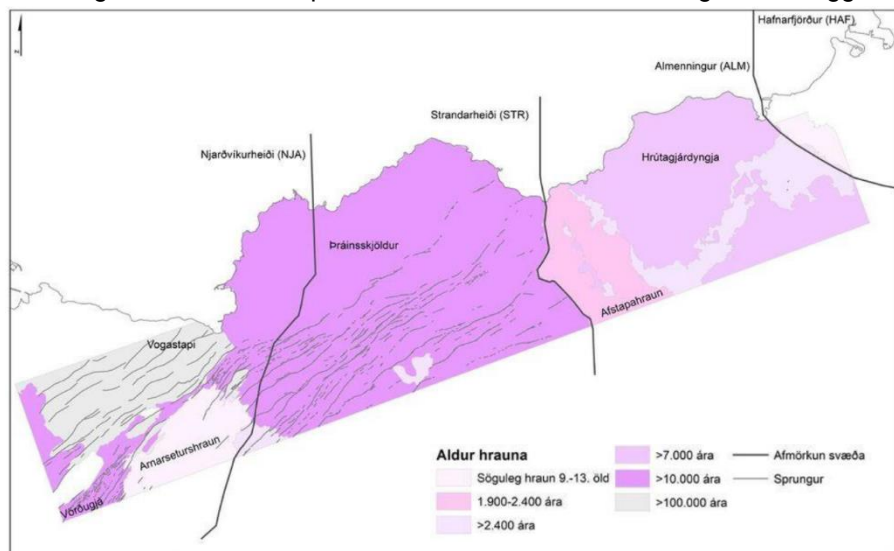 Hafnarfjörður (HAF)
Almenningur (ALM)
Strandarheiði (STR)
Njarðvíkurheiði (NJA)
Hrútagjárdyngja
Þráinsskjöldur
Afstapahraun
Vogastapi
Arnarseturshraun
Vörðugjá
Aldur hrauna
Söguleg hraun 9.-13. öld
1.900-2.400 ára
>2.400 ára
>7.000 ára
>10.000 ára
>100.000 ára
Afmörkun svæða
Sprungur